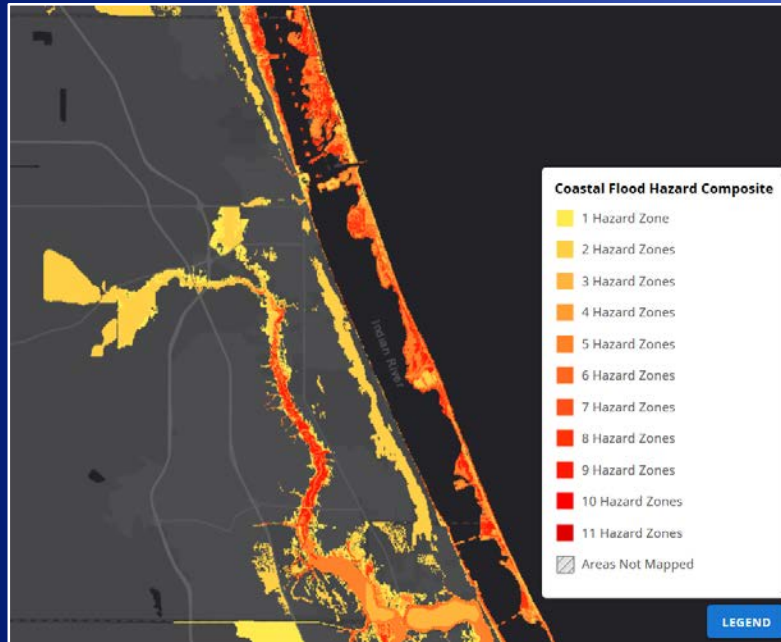 Indian River
Coastal Flood Hazard Composite
1 Hazard Zone
2 Hazard Zones
3 Hazard Zones
4 Hazard Zones
5 Hazard Zones
6 Hazard Zones
7 Hazard Zones
8 Hazard Zones
9 Hazard Zones
10 Hazard Zones
11 Hazard Zones
Areas Not Mapped
LEGEND